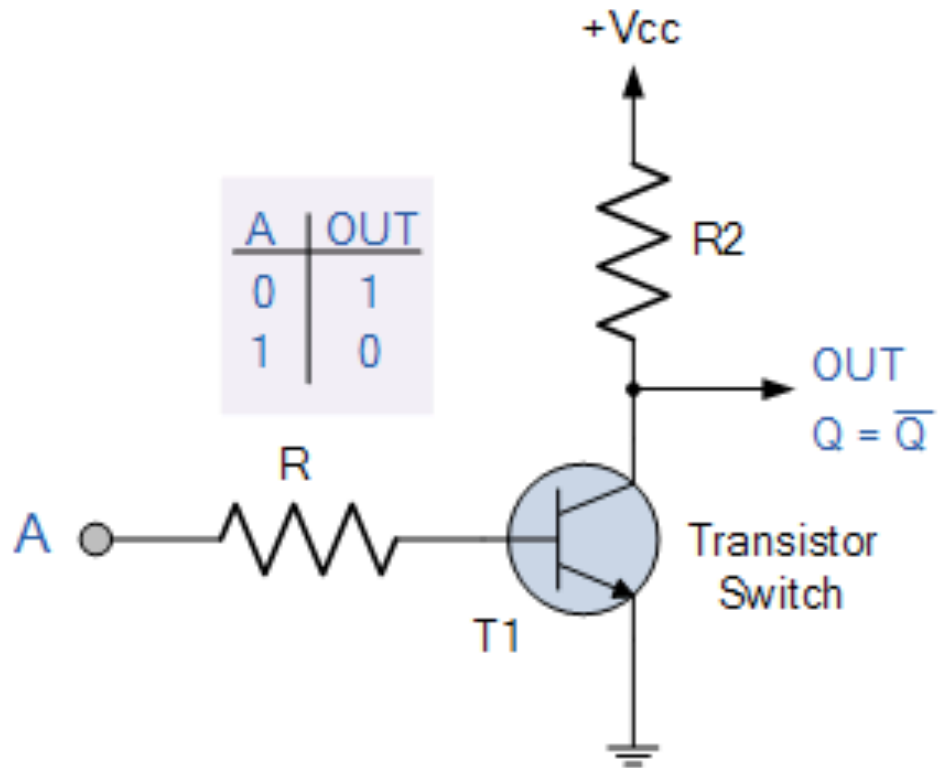 +Vcc
A OUT
0 1
1 0
R2
OUT
Q = Q̅
R
A
Transistor
Switch
T1